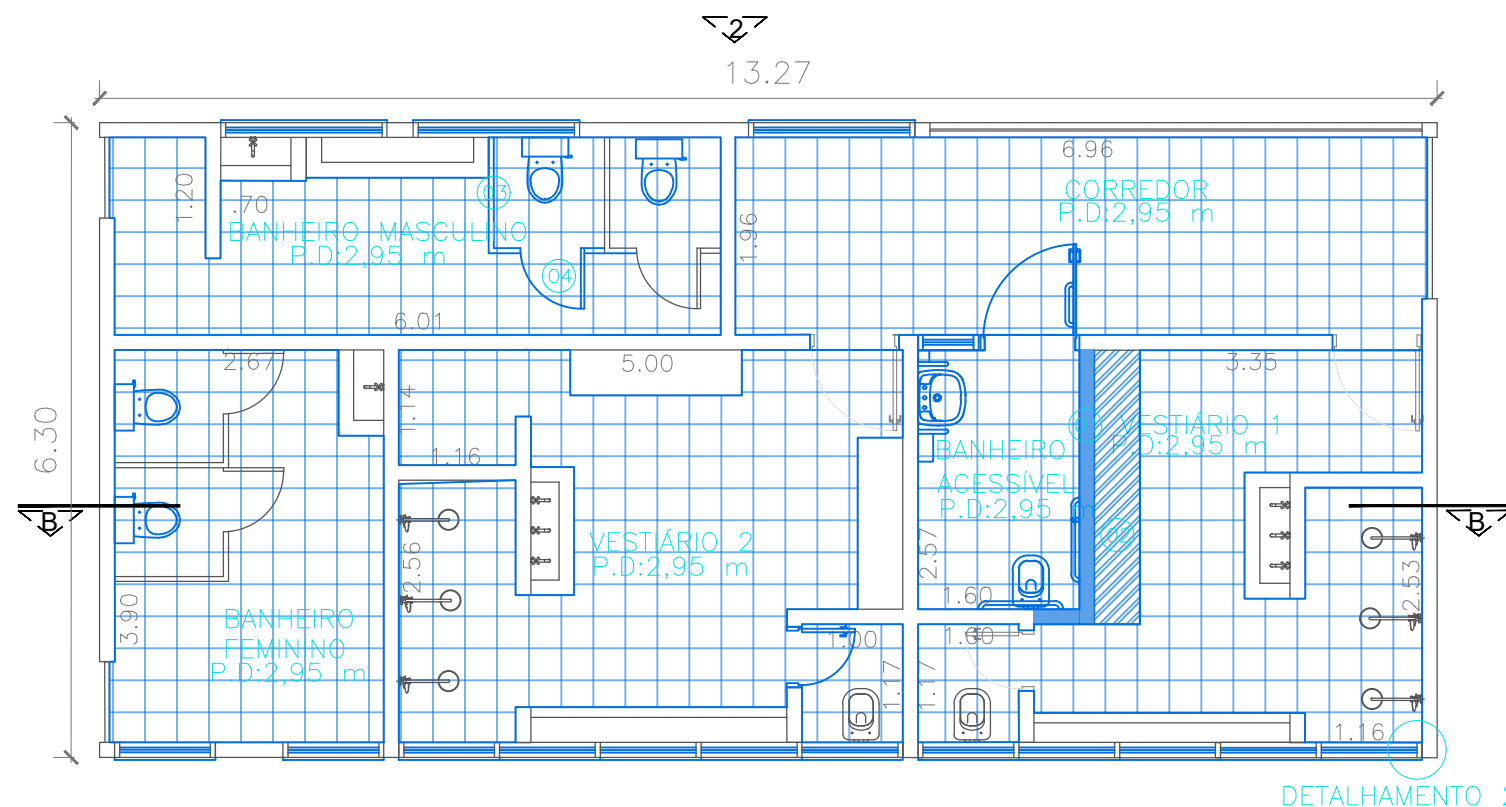 2
13.27
6.96
1.20
.70
03
CORREDOR
P.D:2,95 m
BANHEIRO MASCULINO
P.D:2,95 m
1.96
04
6.01
2.67
5.00
3.35
1.14
6.30
1.16
VESTIÁRIO 1
P.D:2,95 m
BANHEIRO
ACESSÍVEL
P.D:2,95 m
B
B
02
VESTIÁRIO 2
P.D:2,95 m
2.56
2.57
2.53
1.60
3.90
BANHEIRO
FEMININO
P.D:2,95 m
1.00
1.00
1.17
1.17
1.16
DETALHAMENTO